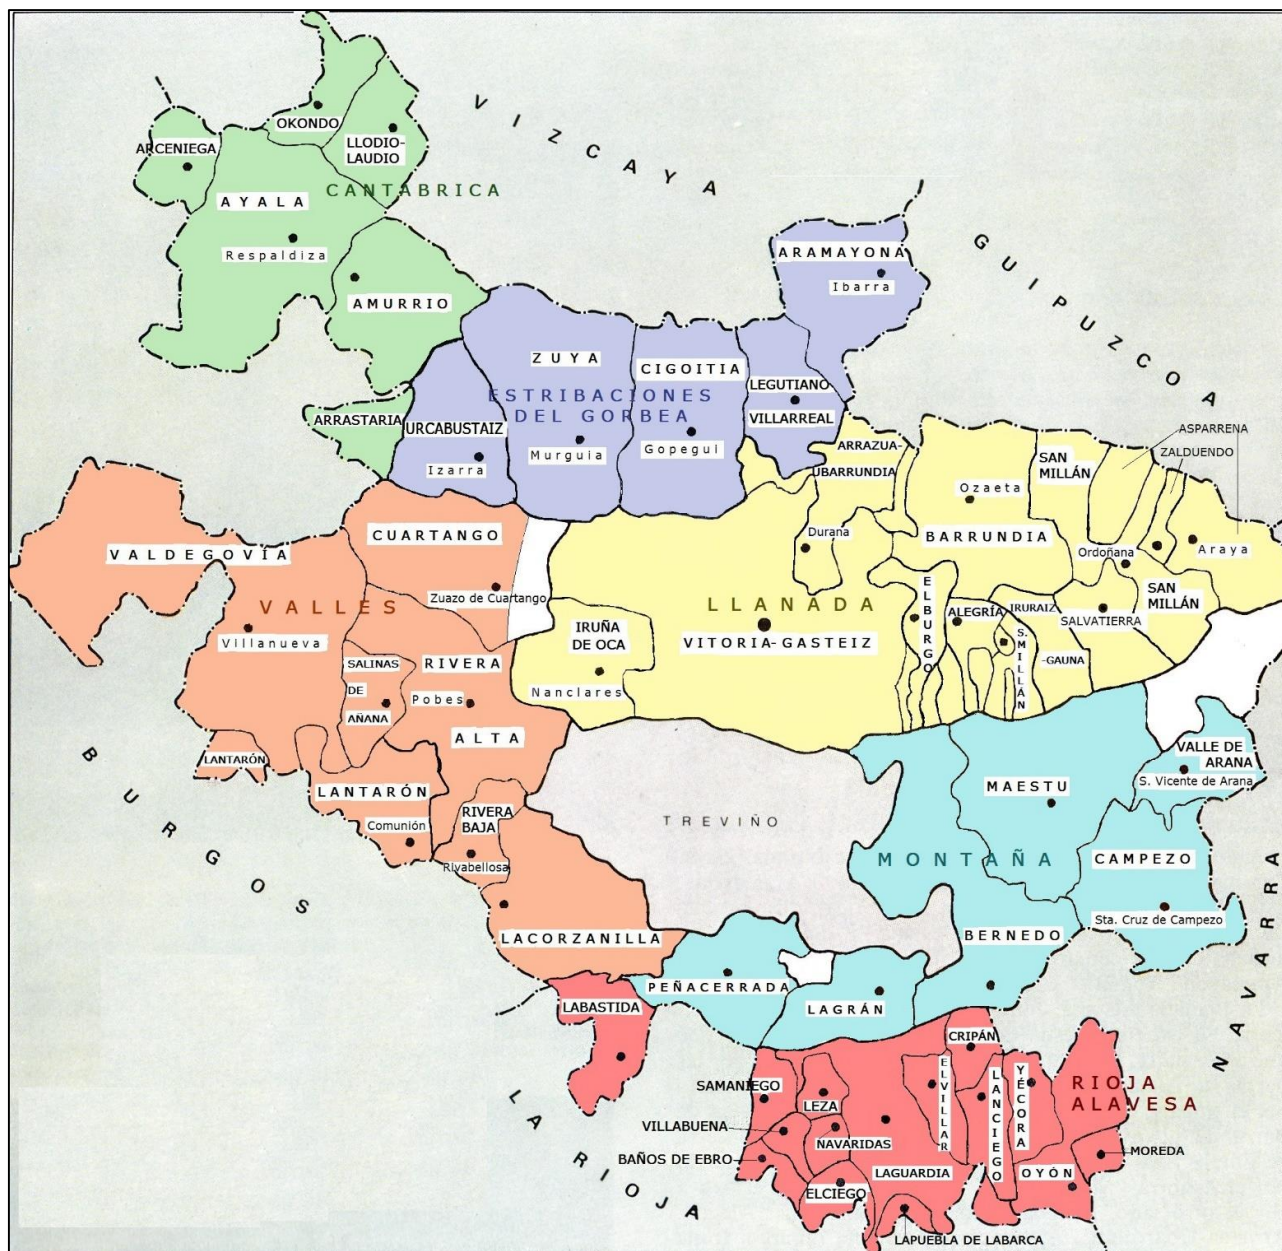 VIZCAYA
OKONDO
LLODIO-
LAUDIO
ARCENIEGA
CANTABRICA
AYALA
Respaldiza
AMURRIO
ARAMAYONA
Ibarra
GUIPUZCOA
ZUYA
CIGOITIA
LEGUTIANO
VILLARREAL
ESTRIBACIONES
DEL GORBEA
ARRASTARIA
URCABUSTAIZ
Izarra
Murguia
Gopegui
ARRAZUA-
UBARRUNDIA
SAN
MILLÁN
ASPARRENA
ZALDUENDO
Ozaeta
BARRUNDIA
Durana
Ordoñana
Araya
CUARTANGO
Zuazo de Cuartango
VALDEGOVÍA
VALLES
Villanueva
LLANADA
VITORIA-GASTEIZ
IRUÑA
DE OCA
Nanclares
ELBURGO
ALEGRÍA
IRURAIZ
-GAUNA
S.MILLÁN
SALVATIERRA
SAN
MILLÁN
SALINAS
DE
AÑANA
RIVERA
ALTA
Pobes
LANTARÓN
LANTARÓN
Comunión
RIVERA
BAJA
Rivabellosa
BURGOS
TREVIÑO
MAESTU
VALLE DE
ARANA
S. Vicente de Arana
MONTAÑA
CAMPEZO
Sta. Cruz de Campezo
NAVARRA
LACORZANILLA
BERNEDO
PEÑACERRADA
LAGRÁN
LABASTIDA
LA RIOJA
CRIPÁN
SAMANIEGO
LEZA
ELVILLAR
LANCIEGO
YÉCORA
RIOJA
ALAVESA
VILLABUENA
NAVARIDAS
BAÑOS DE EBRO
LAGUARDIA
MOREDA
OYÓN
ELCIEGO
LAPUEBLA DE LABARCA